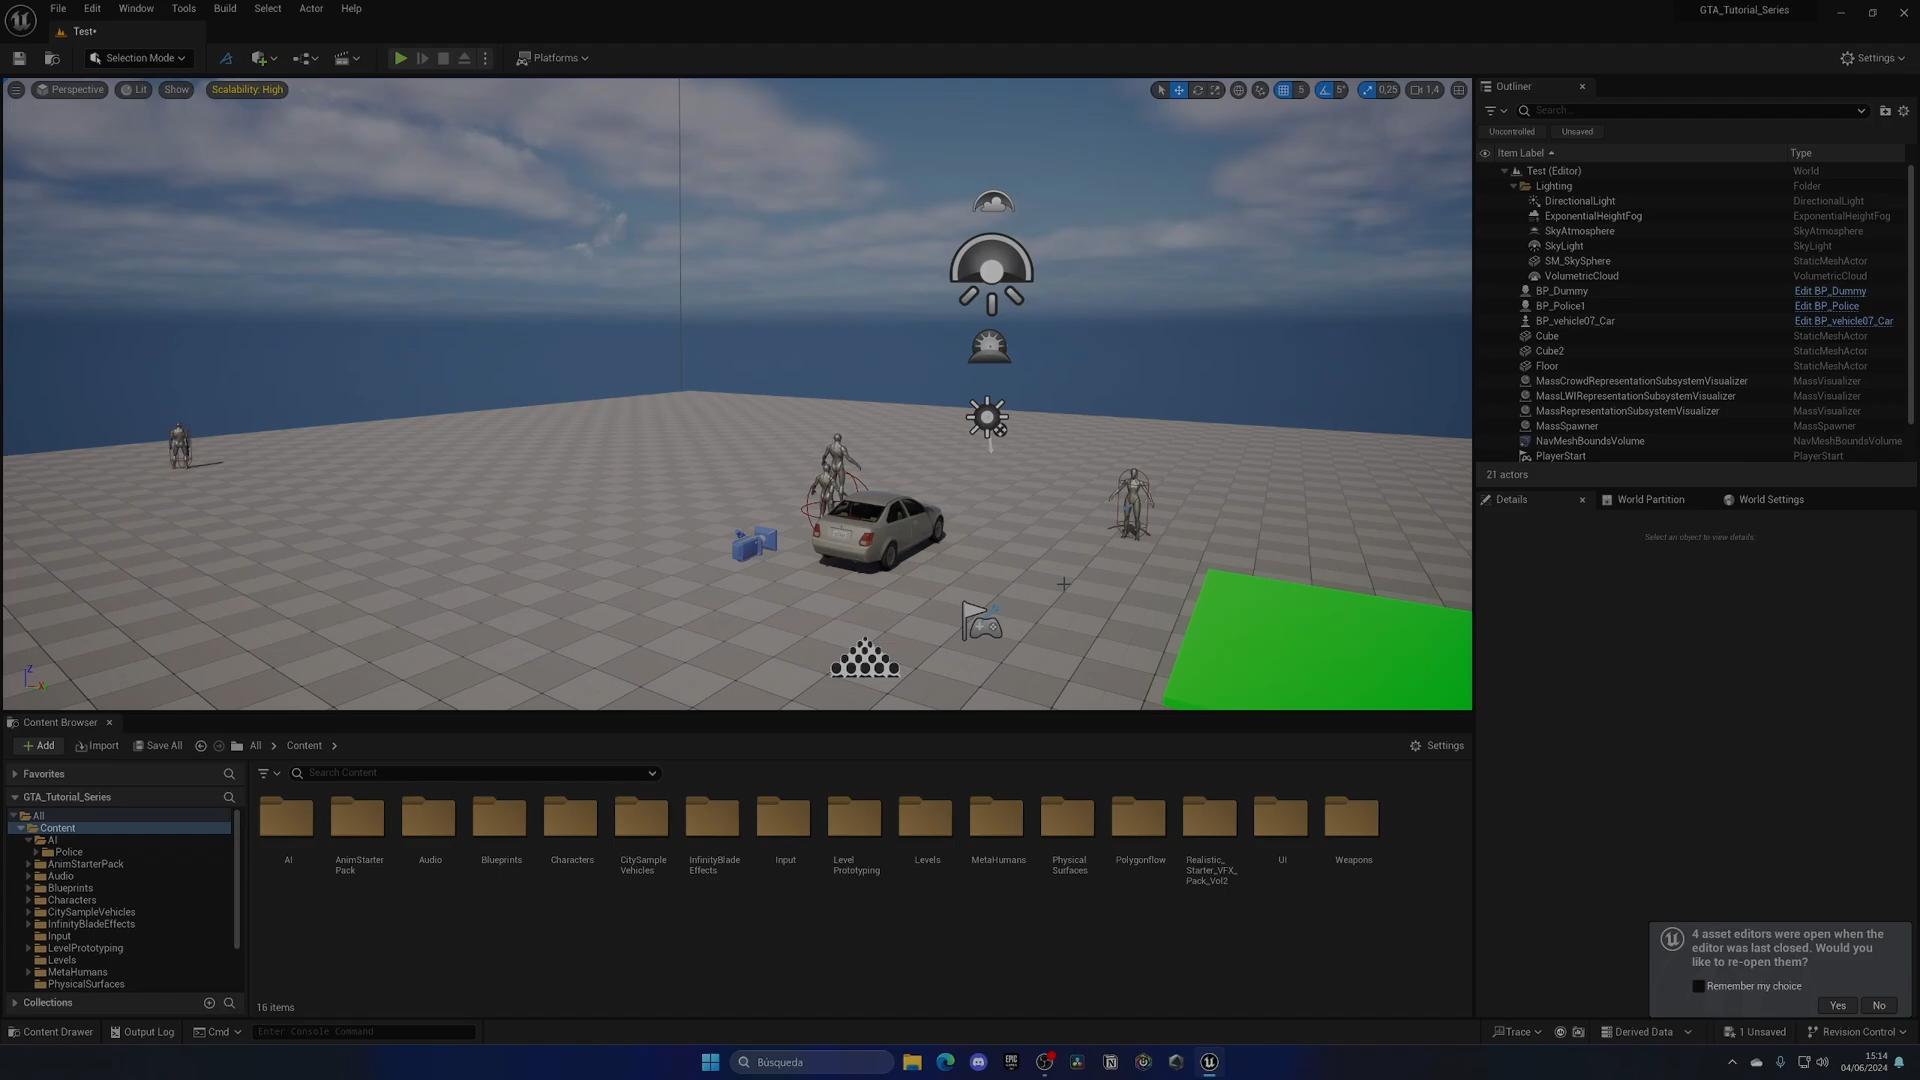 File Edit Window Tools Build Select Actor Help
GTA_Tutorial_Series
Test*
Selection Mode
Platforms
Settings
Perspective Lit Show Scalability: High
5 5° 0,25 1,4
Outliner
Search...
Uncontrolled Unsaved
Item Label Type
Test (Editor) World
Lighting Folder
DirectionalLight DirectionalLight
ExponentialHeightFog ExponentialHeightFog
SkyAtmosphere SkyAtmosphere
SkyLight SkyLight
SM_SkySphere StaticMeshActor
VolumetricCloud VolumetricCloud
BP_Dummy Edit BP_Dummy
BP_Police1 Edit BP_Police
BP_vehicle07_Car Edit BP_vehicle07_Car
Cube StaticMeshActor
Cube2 StaticMeshActor
Floor StaticMeshActor
MassCrowdRepresentationSubsystemVisualizer MassVisualizer
MassLWIRepresentationSubsystemVisualizer MassVisualizer
MassRepresentationSubsystemVisualizer MassVisualizer
MassSpawner MassSpawner
NavMeshBoundsVolume NavMeshBoundsVolume
PlayerStart PlayerStart
21 actors
Details World Partition World Settings
Select an object to view details.
Z
X
Content Browser
Add Import Save All All Content Settings
Favorites
Search Content
GTA_Tutorial_Series
All
Content
AI
Police
AnimStarterPack
Audio
Blueprints
Characters
CitySampleVehicles
InfinityBladeEffects
Input
LevelPrototyping
Levels
MetaHumans
PhysicalSurfaces
Collections
AI
AnimStarter
Pack
Audio
Blueprints
Characters
CitySample
Vehicles
InfinityBlade
Effects
Input
Level
Prototyping
Levels
MetaHumans
Physical
Surfaces
Polygonflow
Realistic_
Starter_VFX_
Pack_Vol2
UI
Weapons
16 items
4 asset editors were open when the
editor was last closed. Would you
like to re-open them?
Remember my choice
Yes No
Content Drawer Output Log Cmd Enter Console Command
Trace Derived Data 1 Unsaved Revision Control
Búsqueda
EPIC
GAMES
15:14
04/06/2024